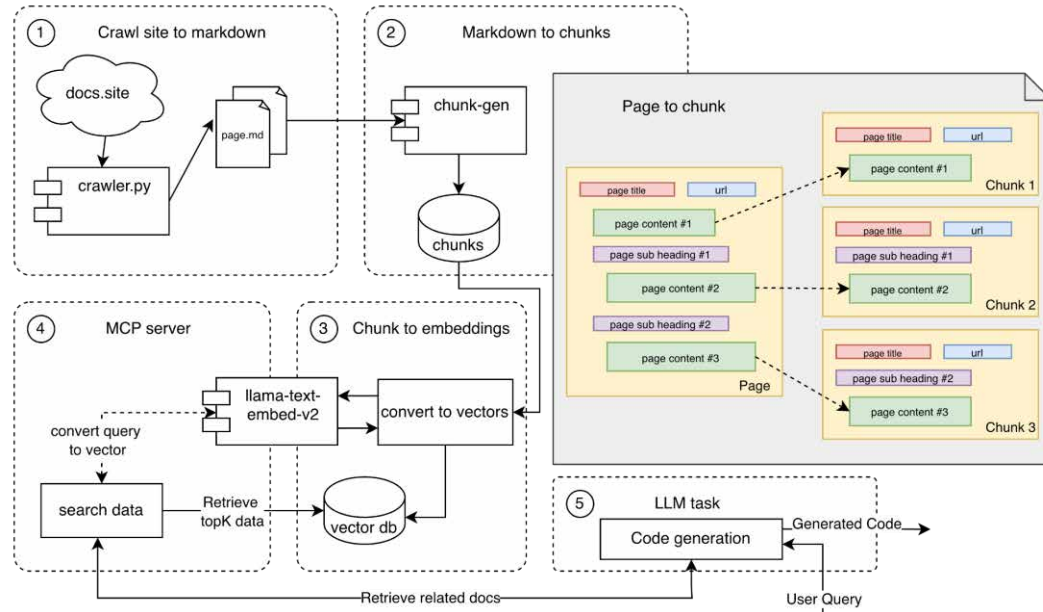 1
Crawl site to markdown
docs.site
page.md
crawler.py
2
Markdown to chunks
chunk-gen
chunks
Page to chunk
page title
url
page content #1
page sub heading #1
page content #2
page sub heading #2
page content #3
Page
page title
url
page content #1
Chunk 1
page title
url
page sub heading #1
page content #2
Chunk 2
page title
url
page sub heading #2
page content #3
Chunk 3
4
MCP server
convert query
to vector
search data
Retrieve
topK data
3
Chunk to embeddings
llama-text-
embed-v2
convert to vectors
vector db
5
LLM task
Code generation
Generated Code
User Query
Retrieve related docs